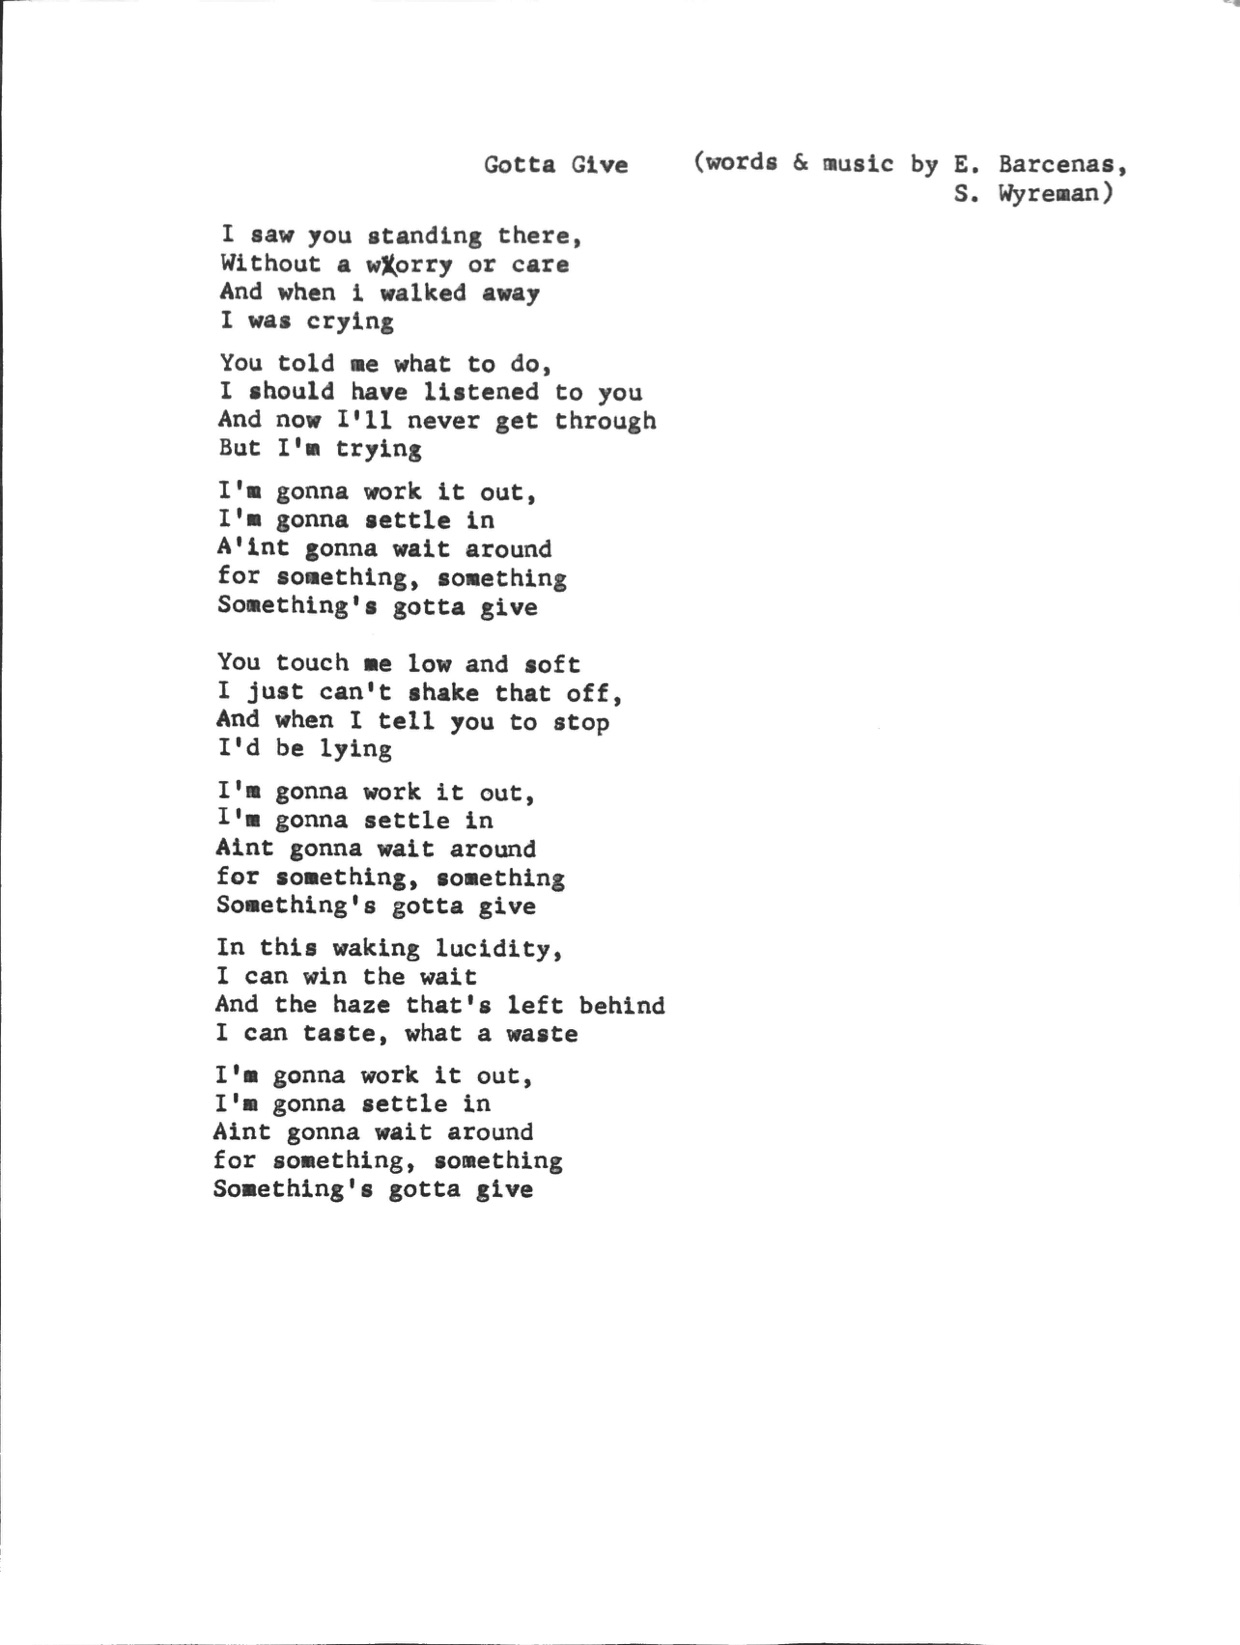 Gotta Give (words & music by E. Barcenas,
S. Wyreman)
I saw you standing there,
Without a wXorry or care
And when i walked away
I was crying
You told me what to do,
I should have listened to you
And now I'll never get through
But I'm trying
I'm gonna work it out,
I'm gonna settle in
A'int gonna wait around
for something, something
Something's gotta give
You touch me low and soft
I just can't shake that off,
And when I tell you to stop
I'd be lying
I'm gonna work it out,
I'm gonna settle in
Aint gonna wait around
for something, something
Something's gotta give
In this waking lucidity,
I can win the wait
And the haze that's left behind
I can taste, what a waste
I'm gonna work it out,
I'm gonna settle in
Aint gonna wait around
for something, something
Something's gotta give